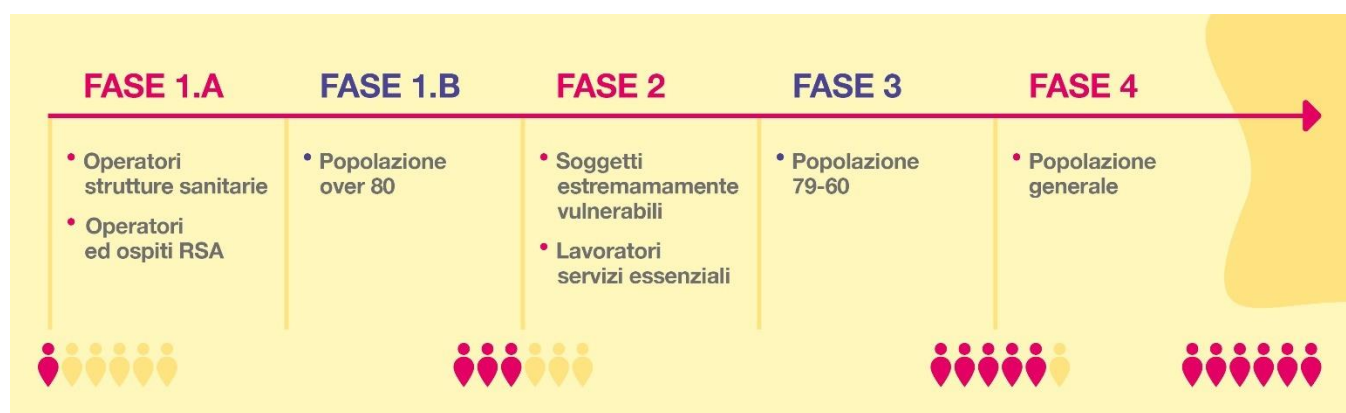 FASE 1.A
• Operatori
strutture sanitarie
• Operatori
ed ospiti RSA
FASE 1.B
• Popolazione
over 80
FASE 2
• Soggetti
estremamamente
vulnerabili
• Lavoratori
servizi essenziali
FASE 3
• Popolazione
79-60
FASE 4
• Popolazione
generale